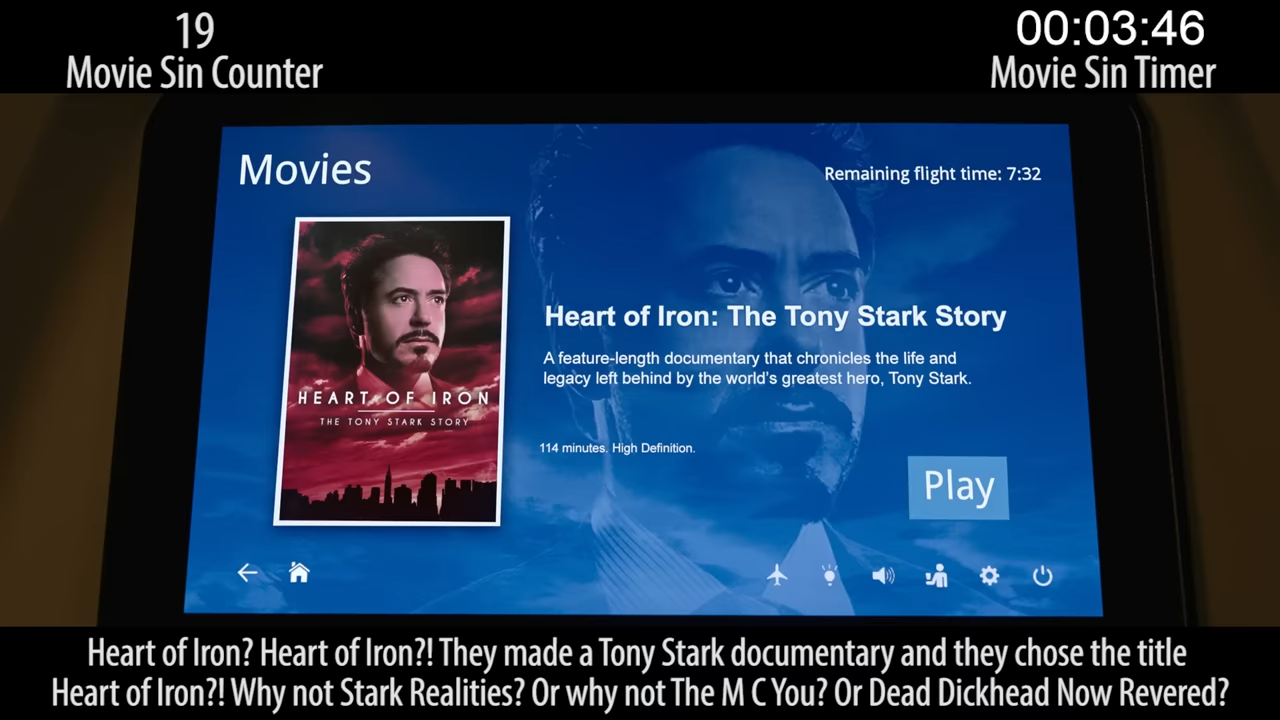 19
Movie Sin Counter
00:03:46
Movie Sin Timer
Movies
Remaining flight time: 7:32
HEART OF IRON
THE TONY STARK STORY
Heart of Iron: The Tony Stark Story
A feature-length documentary that chronicles the life and
legacy left behind by the world's greatest hero, Tony Stark.
114 minutes. High Definition.
Play
Heart of Iron? Heart of Iron?! They made a Tony Stark documentary and they chose the title
Heart of Iron?! Why not Stark Realities? Or why not The M C You? Or Dead Dickhead Now Revered?